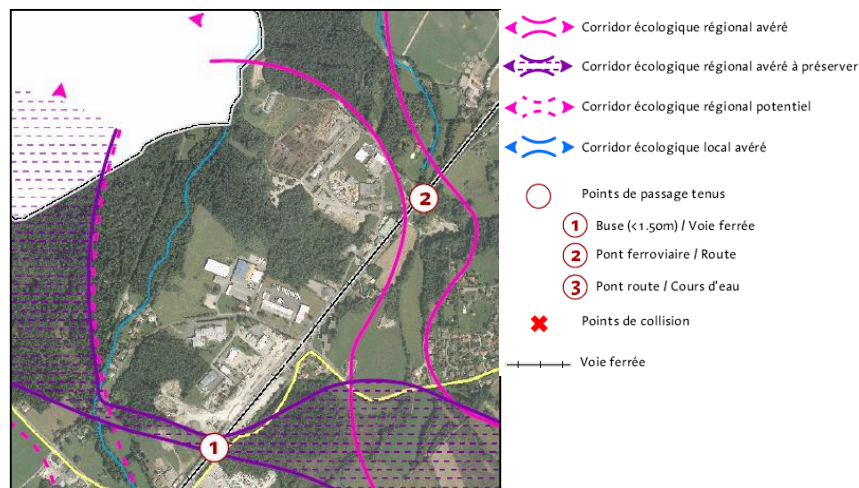 Corridor écologique régional avéré
Corridor écologique régional avéré à préserver
Corridor écologique régional potentiel
Corridor écologique local avéré
Points de passage tenus
1 Buse (<1.50m) / Voie ferrée
2 Pont ferroviaire / Route
3 Pont route / Cours d'eau
Points de collision
Voie ferrée
2
1